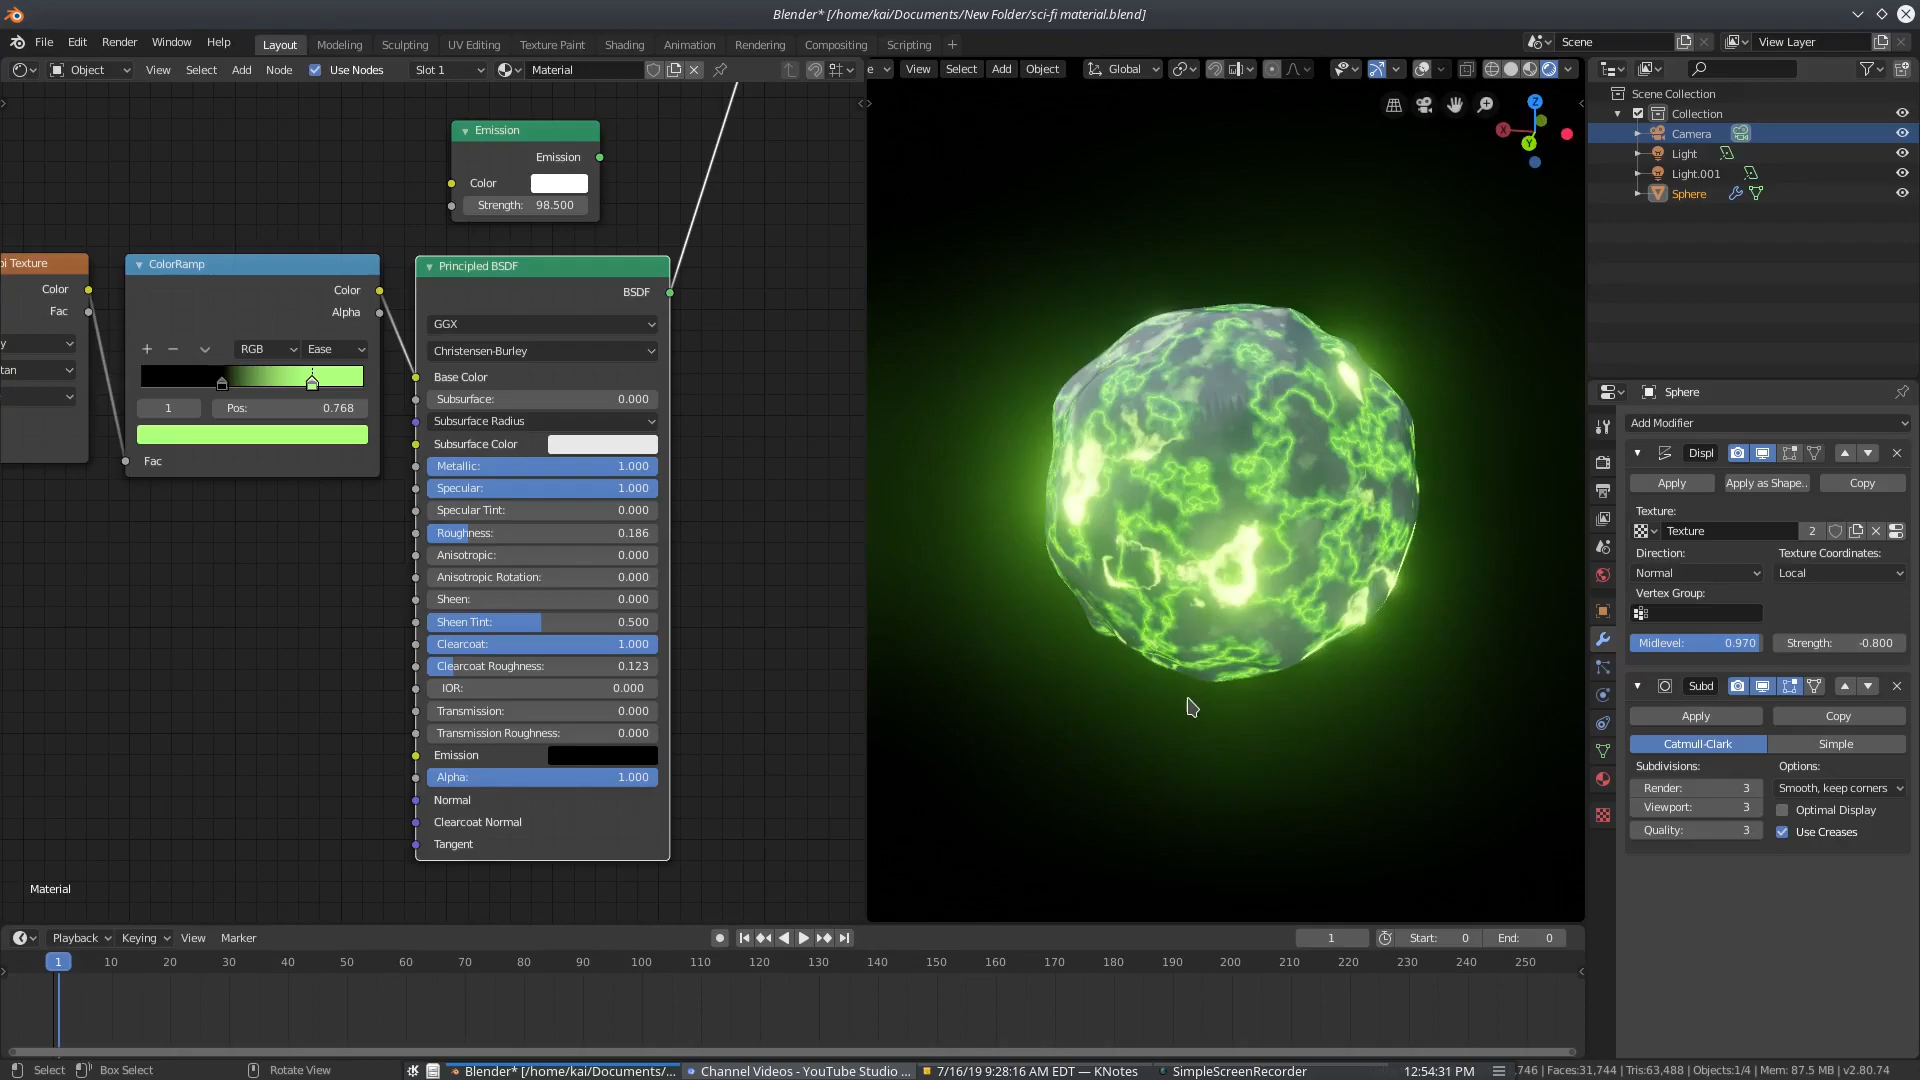 Blender* [/home/kai/Documents/New Folder/sci-fi material.blend]
File Edit Render Window Help Layout Modeling Sculpting UV Editing Texture Paint Shading Animation Rendering Compositing Scripting Scene View Layer
Object View Select Add Node Use Nodes Slot 1 Material e View Select Add Object Global
Scene Collection
Collection
Camera
Light
Light.001
Sphere
Emission
Emission
Color
Strength: 98.500
oi Texture
Color
Fac
y
tan
ColorRamp
Color
Alpha
RGB Ease
1 Pos: 0.768
Fac
Principled BSDF
BSDF
GGX
Christensen-Burley
Base Color
Subsurface: 0.000
Subsurface Radius
Subsurface Color
Metallic: 1.000
Specular: 1.000
Specular Tint: 0.000
Roughness: 0.186
Anisotropic: 0.000
Anisotropic Rotation: 0.000
Sheen: 0.000
Sheen Tint: 0.500
Clearcoat: 1.000
Clearcoat Roughness: 0.123
IOR: 0.000
Transmission: 0.000
Transmission Roughness: 0.000
Emission
Alpha: 1.000
Normal
Clearcoat Normal
Tangent
Material
X Y Z
Sphere
Add Modifier
Displ
Apply Apply as Shape.. Copy
Texture:
Texture 2
Direction: Texture Coordinates:
Normal Local
Vertex Group:
Midlevel: 0.970 Strength: -0.800
Subd
Apply Copy
Catmull-Clark Simple
Subdivisions: Options:
Render: 3 Smooth, keep corners
Viewport: 3 Optimal Display
Quality: 3 Use Creases
Playback Keying View Marker 1 Start: 0 End: 0
1 10 20 30 40 50 60 70 80 90 100 110 120 130 140 150 160 170 180 190 200 210 220 230 240 250
Select Box Select Rotate View Blender* [/home/kai/Documents/... Channel Videos - YouTube Studio ... 7/16/19 9:28:16 AM EDT — KNotes SimpleScreenRecorder 12:54:31 PM ,746 | Faces:31,744 | Tris:63,488 | Objects:1/4 | Mem: 87.5 MB | v2.80.74